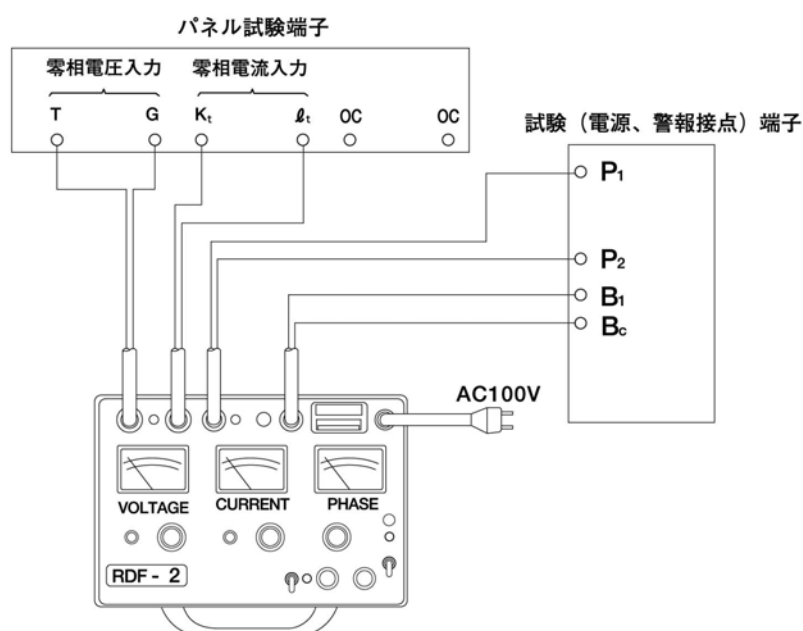 パネル試験端子
零相電圧入力 零相電流入力
T G Kt ℓt OC OC
試験（電源、警報接点）端子
P1
P2
B1
Bc
AC100V
VOLTAGE CURRENT PHASE
RDF - 2